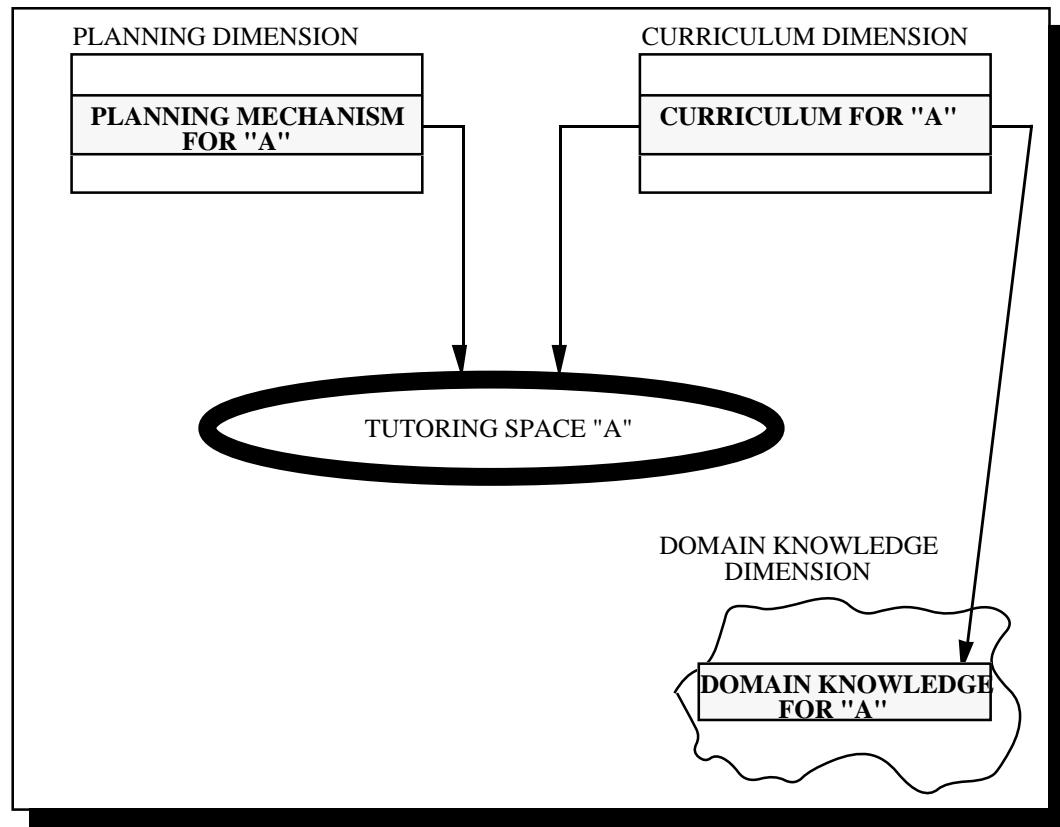 PLANNING DIMENSION
PLANNING MECHANISM
FOR "A"
CURRICULUM DIMENSION
CURRICULUM FOR "A"
TUTORING SPACE "A"
DOMAIN KNOWLEDGE
DIMENSION
DOMAIN KNOWLEDGE
FOR "A"